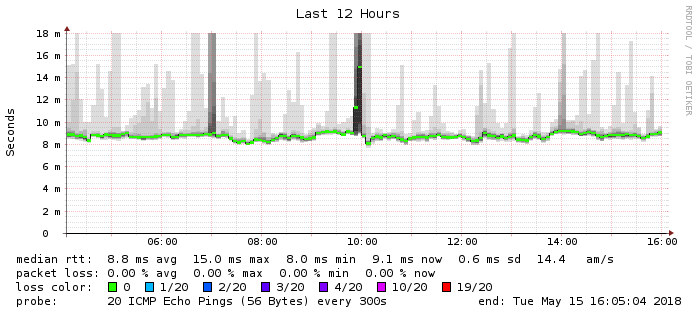 Last 12 Hours
RRDTOOL / TOBI OETIKER
Seconds
18 m
16 m
14 m
12 m
10 m
8 m
6 m
4 m
2 m
0
06:00 08:00 10:00 12:00 14:00 16:00
median rtt: 8.8 ms avg 15.0 ms max 8.0 ms min 9.1 ms now 0.6 ms sd 14.4 am/s
packet loss: 0.00 % avg 0.00 % max 0.00 % min 0.00 % now
loss color: 0 1/20 2/20 3/20 4/20 10/20 19/20
probe: 20 ICMP Echo Pings (56 Bytes) every 300s end: Tue May 15 16:05:04 2018